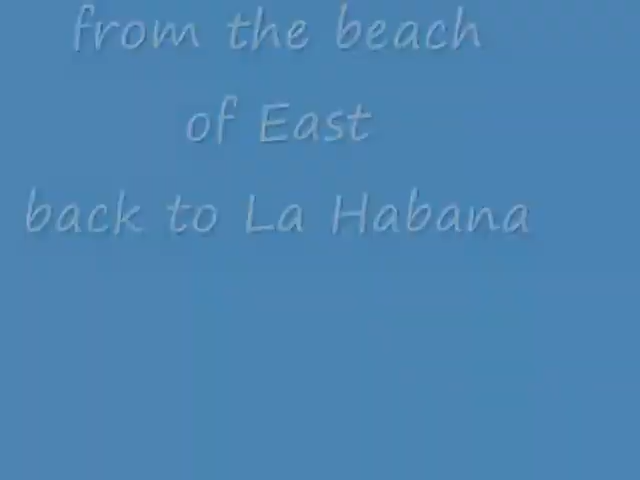 from the beach
of East
back to La Habana